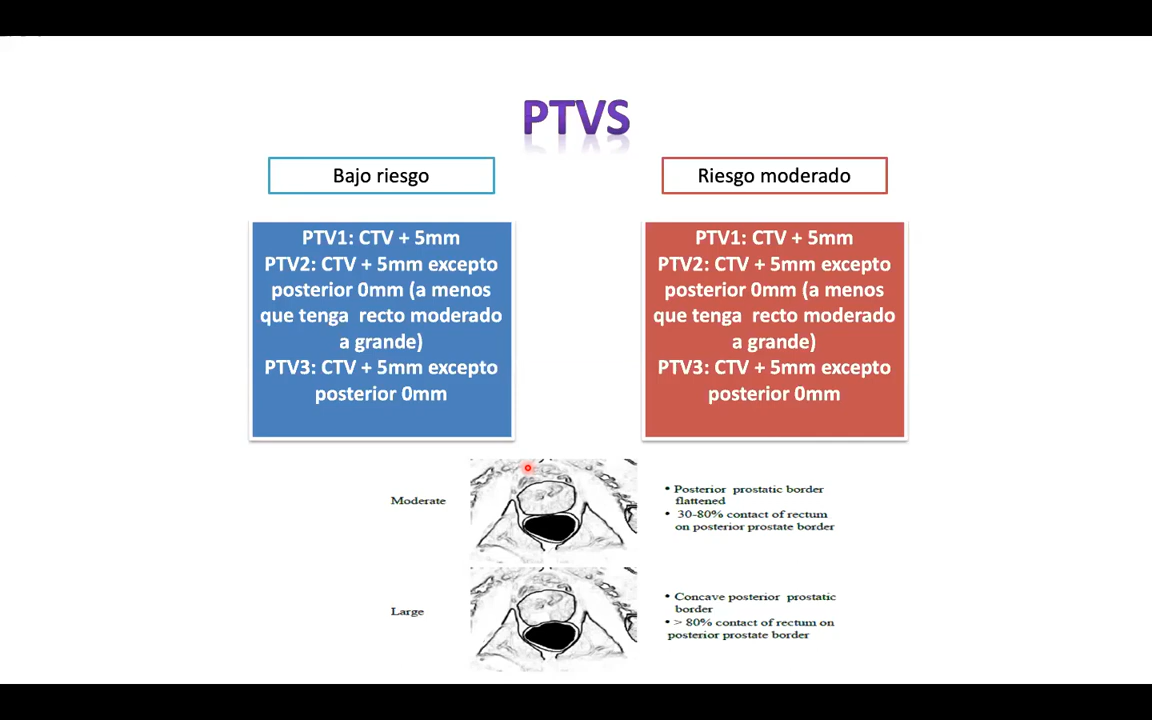 PTVS
Bajo riesgo
PTV1: CTV + 5mm
PTV2: CTV + 5mm excepto
posterior 0mm (a menos
que tenga recto moderado
a grande)
PTV3: CTV + 5mm excepto
posterior 0mm
Riesgo moderado
PTV1: CTV + 5mm
PTV2: CTV + 5mm excepto
posterior 0mm (a menos
que tenga recto moderado
a grande)
PTV3: CTV + 5mm excepto
posterior 0mm
Moderate
• Posterior prostatic border
flattened
• 30-80% contact of rectum
on posterior prostate border
Large
• Concave posterior prostatic
border
• > 80% contact of rectum on
posterior prostate border